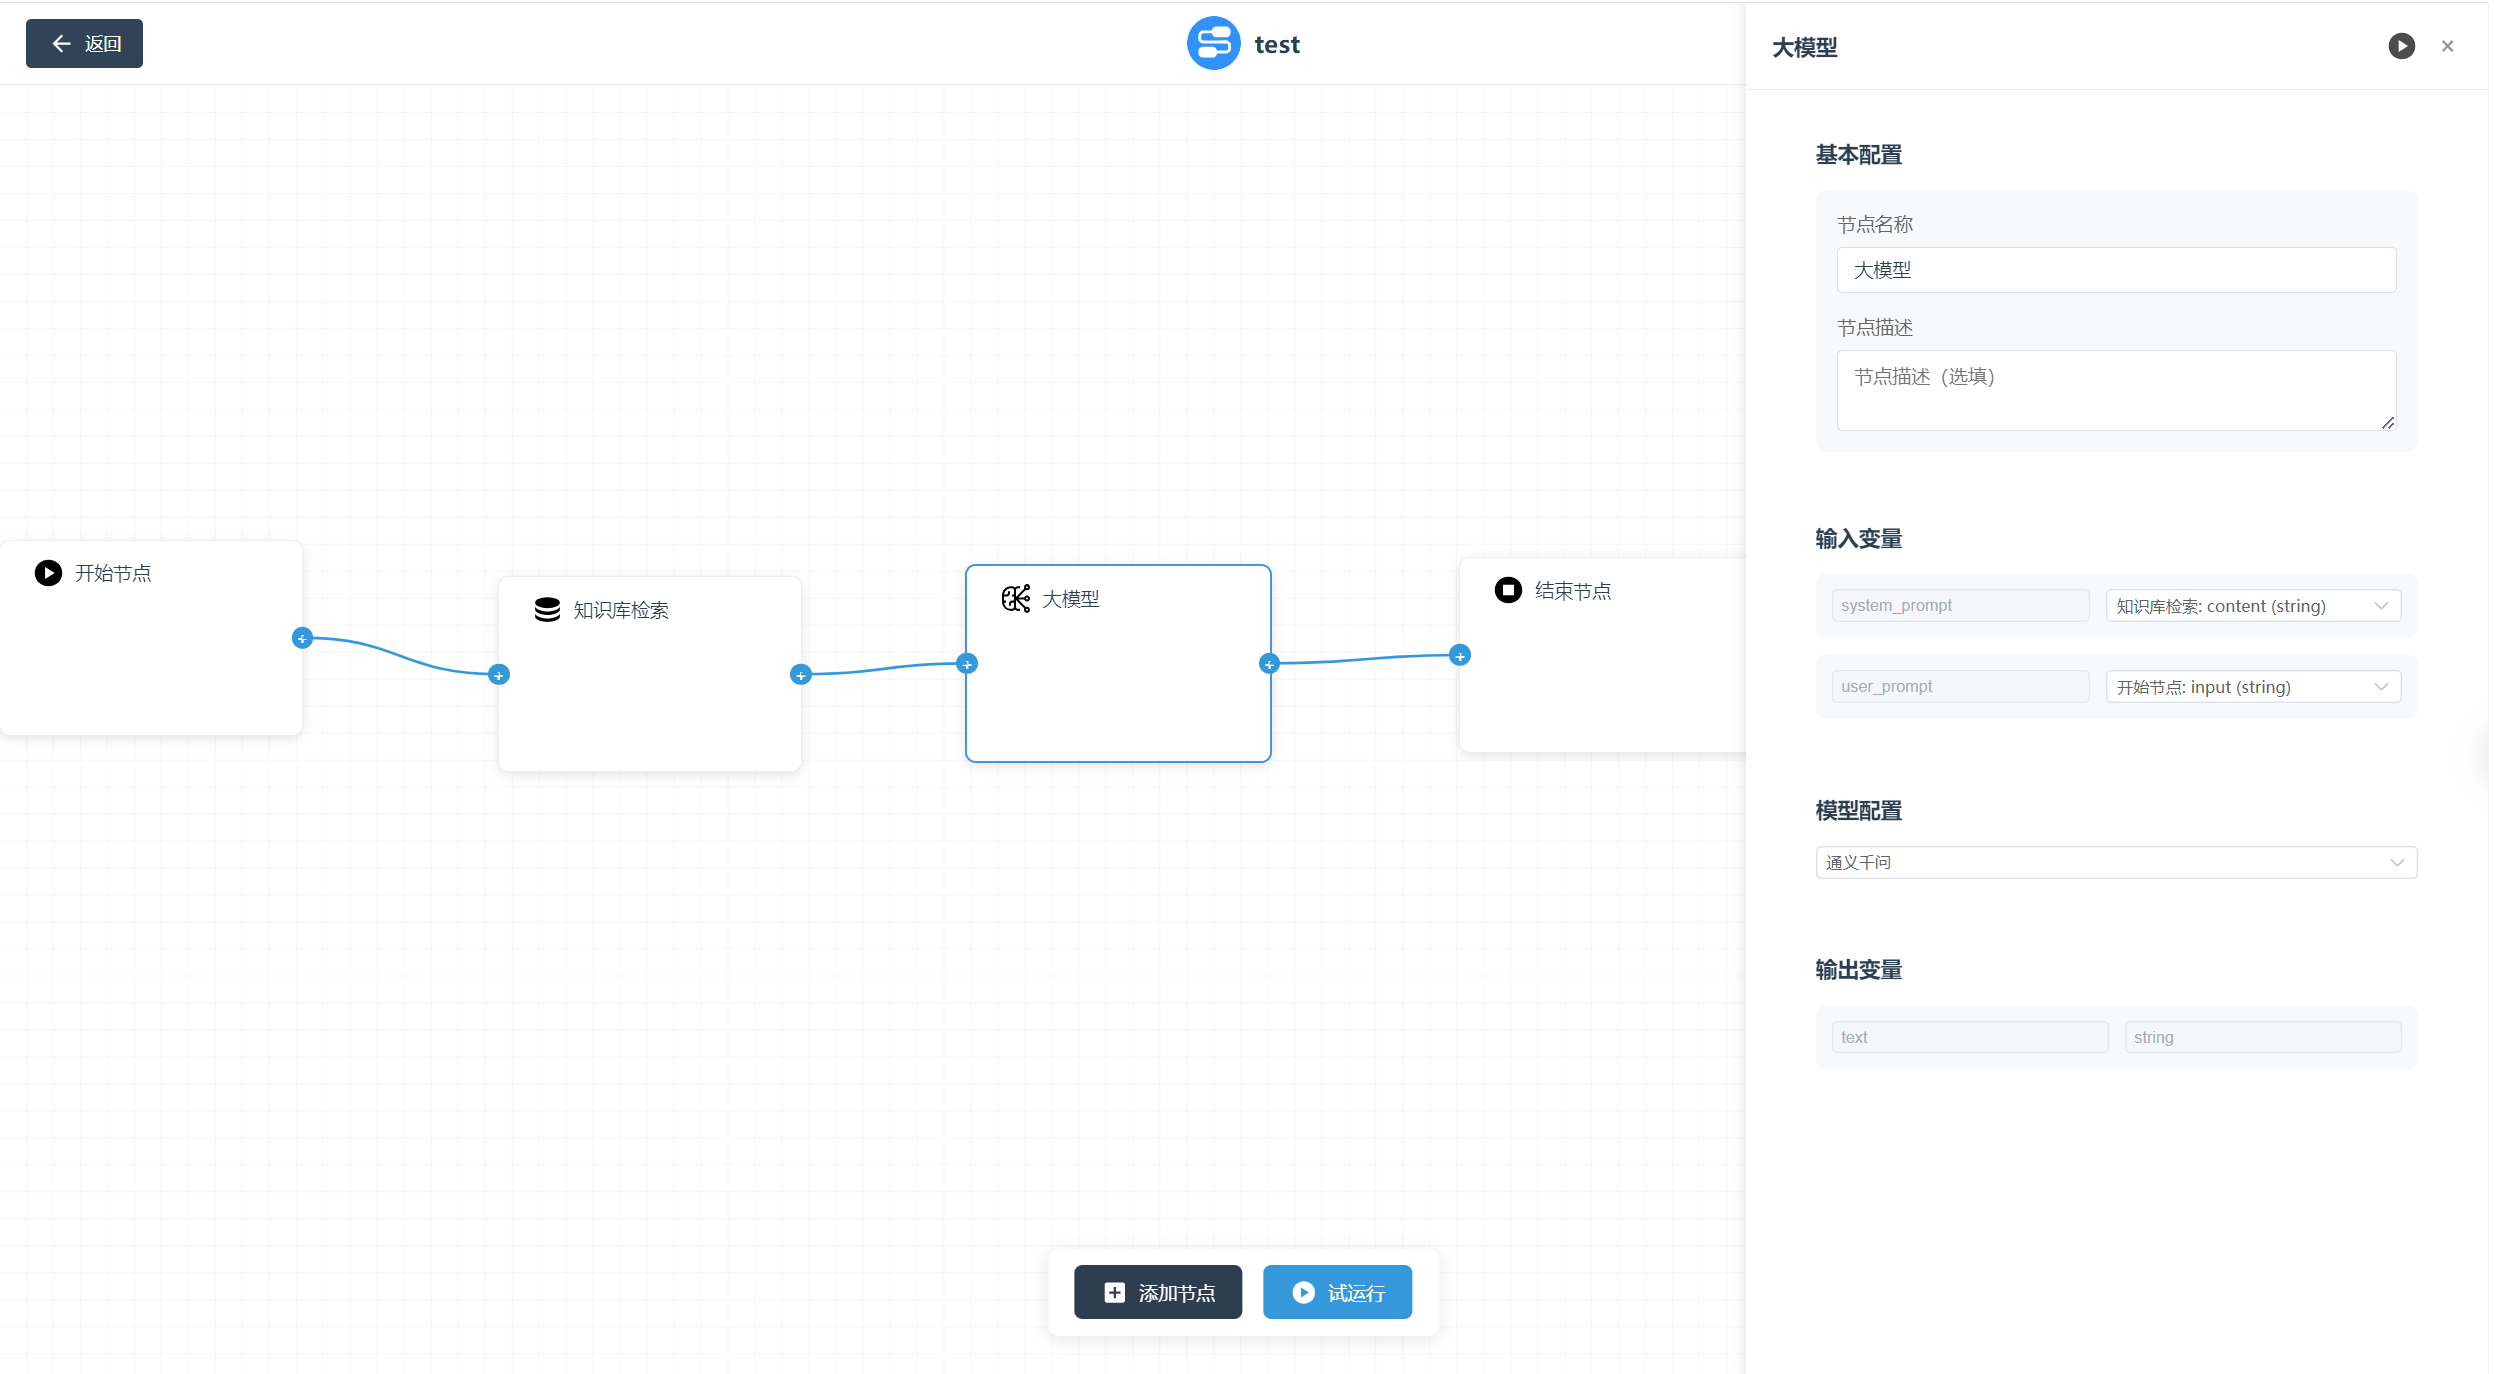 返回
test
开始节点
知识库检索
大模型
结束节点
添加节点
试运行
大模型
基本配置
节点名称
大模型
节点描述
节点描述（选填）
输入变量
system_prompt 知识库检索: content (string)
user_prompt 开始节点: input (string)
模型配置
通义千问
输出变量
text string